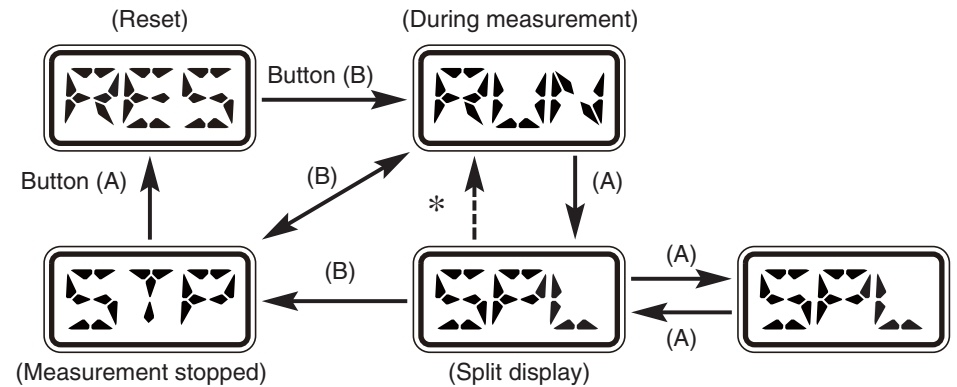 (Reset)
(During measurement)
RES
Button (B)
RUN
Button (A)
(B)
*
(A)
STP
(B)
SPL
(A)
(A)
SPL
(Measurement stopped)
(Split display)